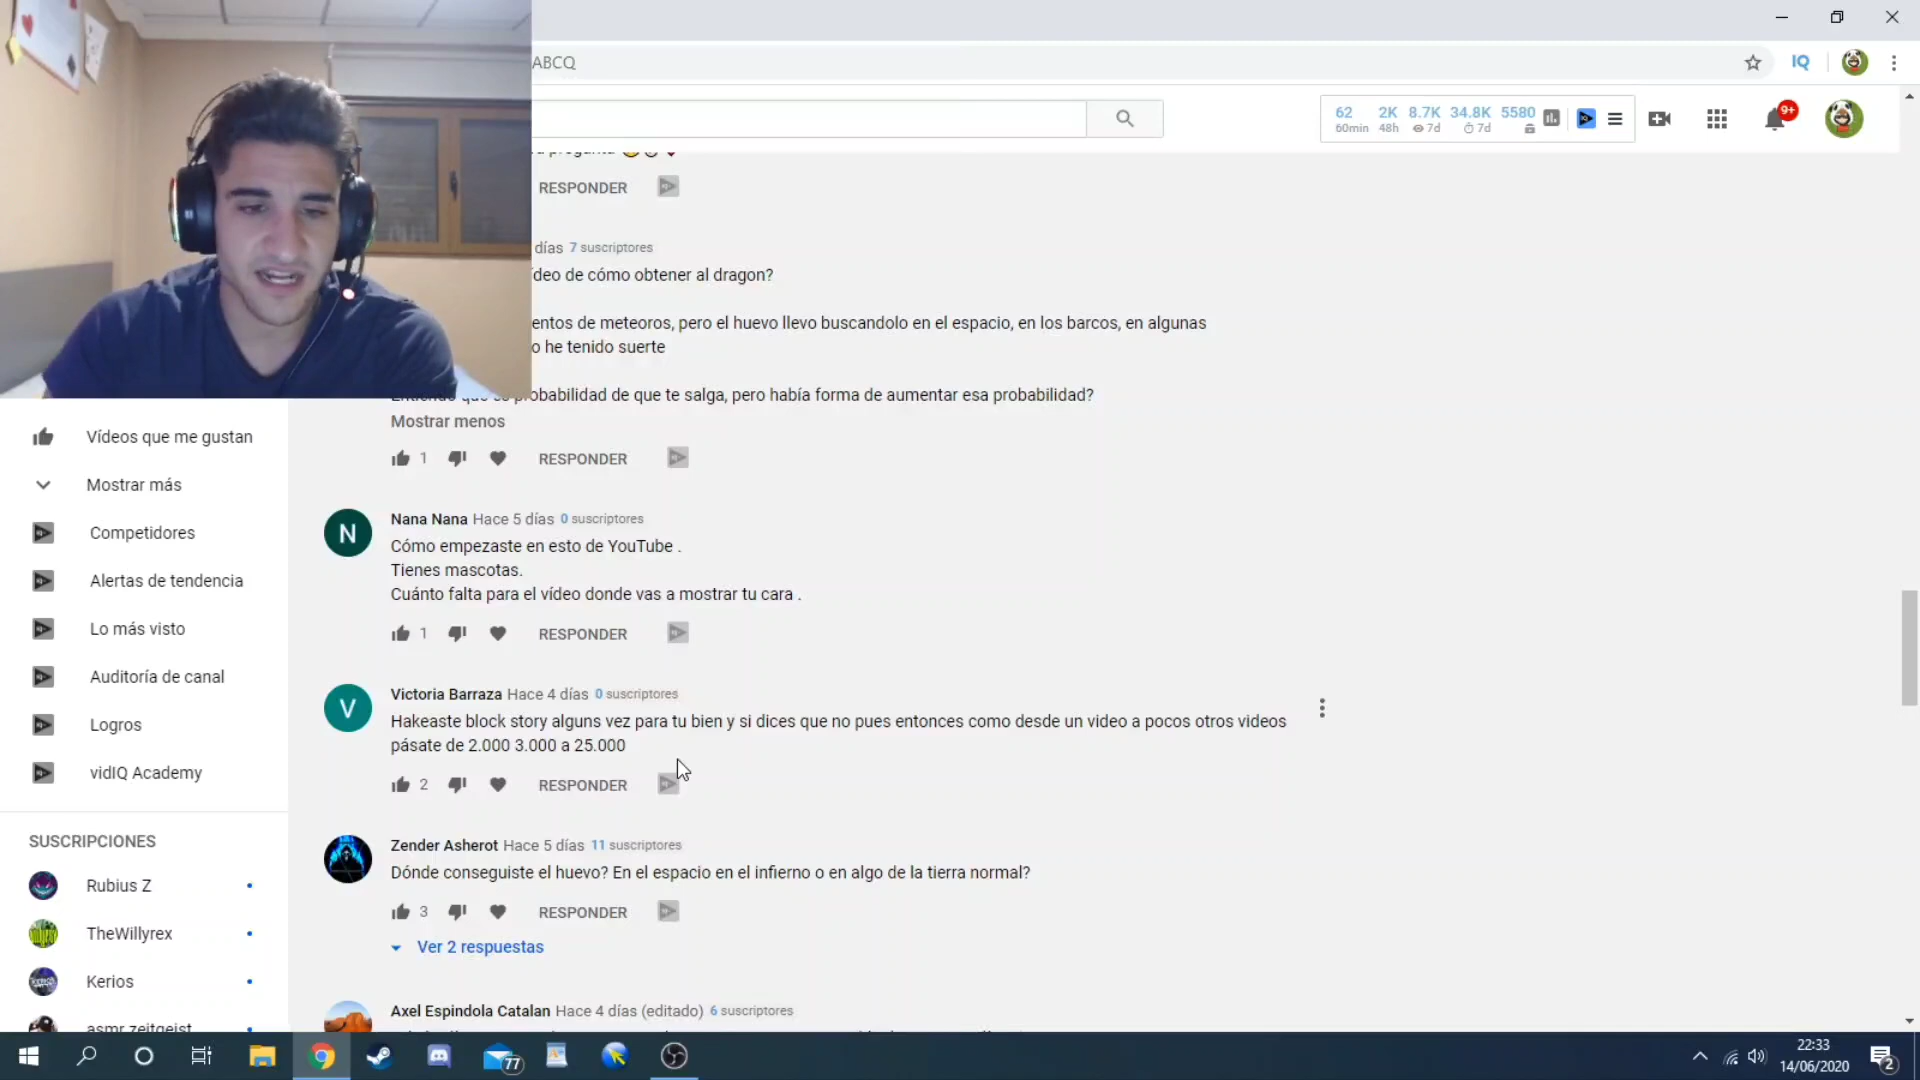 ABCQ
IQ
62 2K 8.7K 34.8K 5580
60min 48h 7d 7d
9+
RESPONDER
días 7 suscriptores
deo de cómo obtener al dragon?
entos de meteoros, pero el huevo llevo buscandolo en el espacio, en los barcos, en algunas
o he tenido suerte
probabilidad de que te salga, pero había forma de aumentar esa probabilidad?
Mostrar menos
1 RESPONDER
Nana Nana Hace 5 días 0 suscriptores
Cómo empezaste en esto de YouTube .
Tienes mascotas.
Cuánto falta para el vídeo donde vas a mostrar tu cara .
1 RESPONDER
Victoria Barraza Hace 4 días 0 suscriptores
Hakeaste block story alguns vez para tu bien y si dices que no pues entonces como desde un video a pocos otros videos
pásate de 2.000 3.000 a 25.000
2 RESPONDER
Zender Asherot Hace 5 días 11 suscriptores
Dónde conseguiste el huevo? En el espacio en el infierno o en algo de la tierra normal?
3 RESPONDER
Ver 2 respuestas
Axel Espindola Catalan Hace 4 días (editado) 6 suscriptores
Vídeos que me gustan
Mostrar más
Competidores
Alertas de tendencia
Lo más visto
Auditoría de canal
Logros
vidIQ Academy
SUSCRIPCIONES
Rubius Z
TheWillyrex
Kerios
asmr zeitgeist
N
V
77
22:33
14/06/2020
2